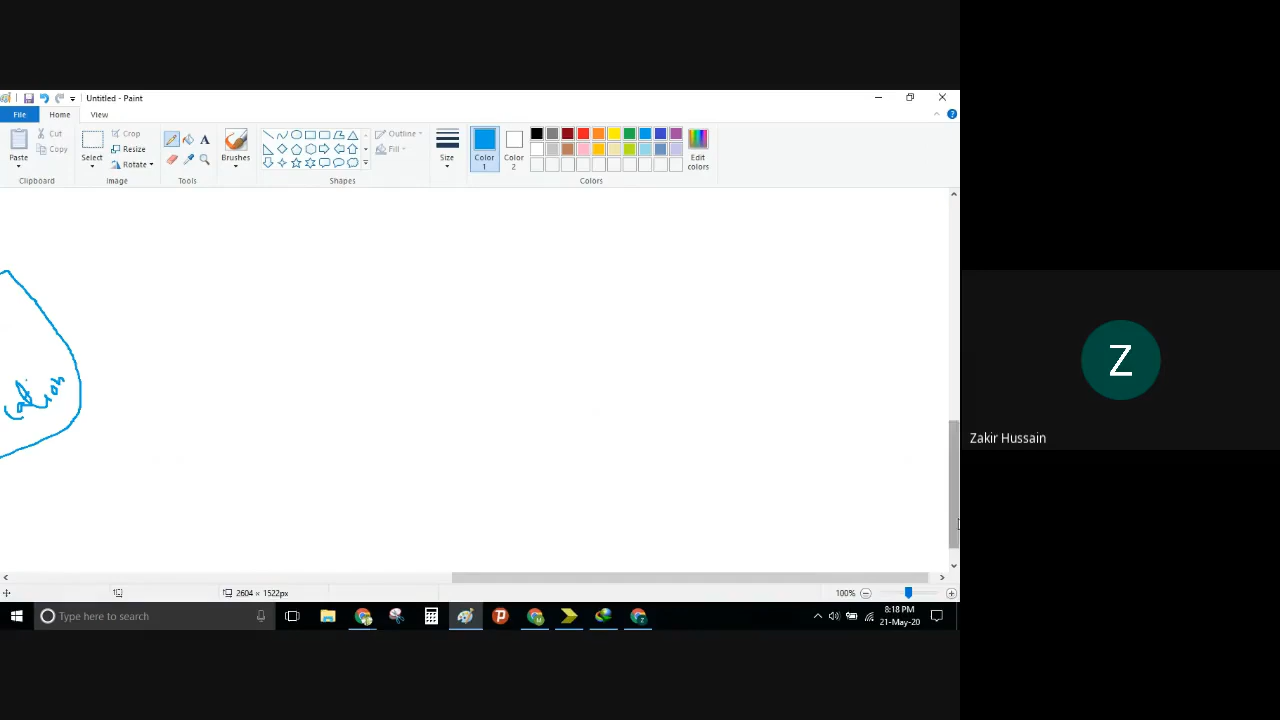 Untitled - Paint
File Home View
Paste
Cut
Copy
Clipboard
Select
Crop
Resize
Rotate
Image
A
Tools
Brushes
Outline
Fill
Shapes
Size
Color
1
Color
2
Edit
colors
Colors
cation
Z
Zakir Hussain
2604 × 1522px
100%
Type here to search
8:18 PM
21-May-20